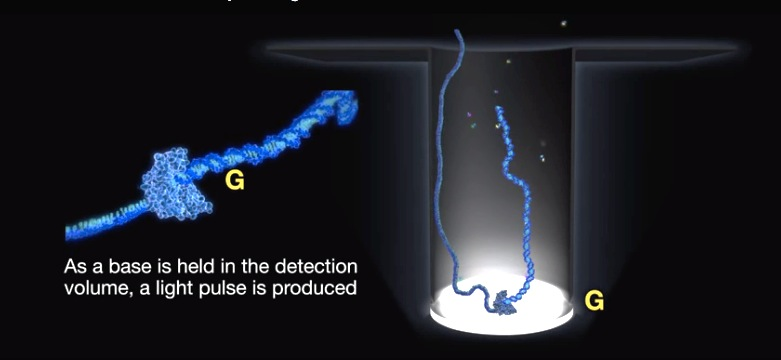 G
As a base is held in the detection
volume, a light pulse is produced
G